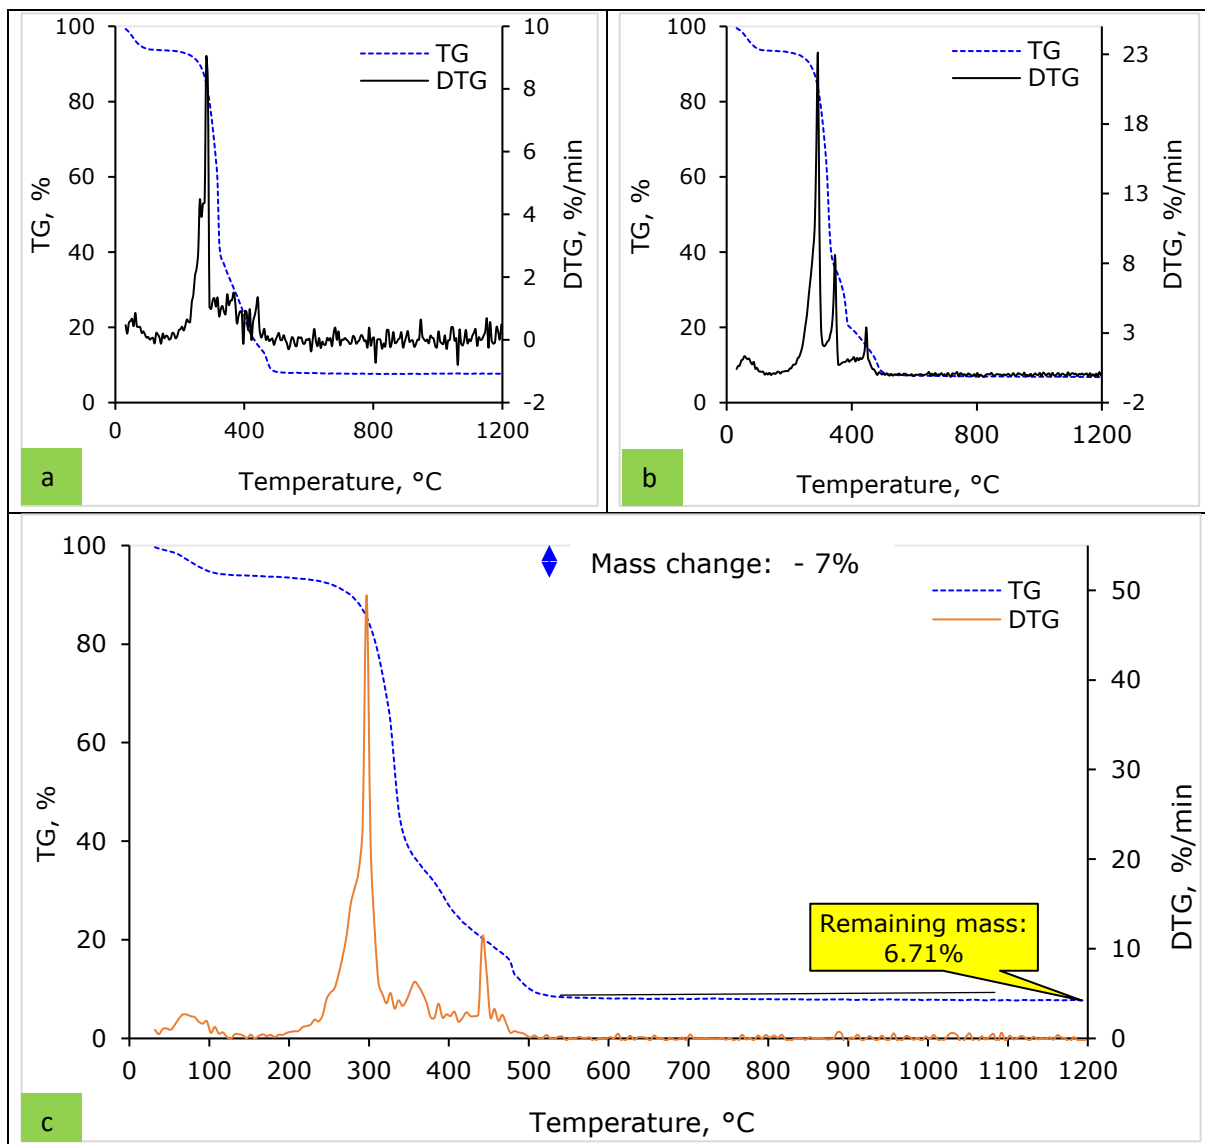 100
80
60
40
20
0
TG, %
TG
DTG
10
8
6
4
2
0
-2
DTG, %/min
0
400
800
1200
Temperature, °C
a
100
80
60
40
20
0
TG, %
TG
DTG
23
18
13
8
3
-2
DTG, %/min
0
400
800
1200
Temperature, °C
b
100
80
60
40
20
0
TG, %
Mass change: - 7%
TG
DTG
50
40
30
20
10
0
DTG, %/min
Remaining mass:
6.71%
0 100 200 300 400 500 600 700 800 900 1000 1100 1200
Temperature, °C
c